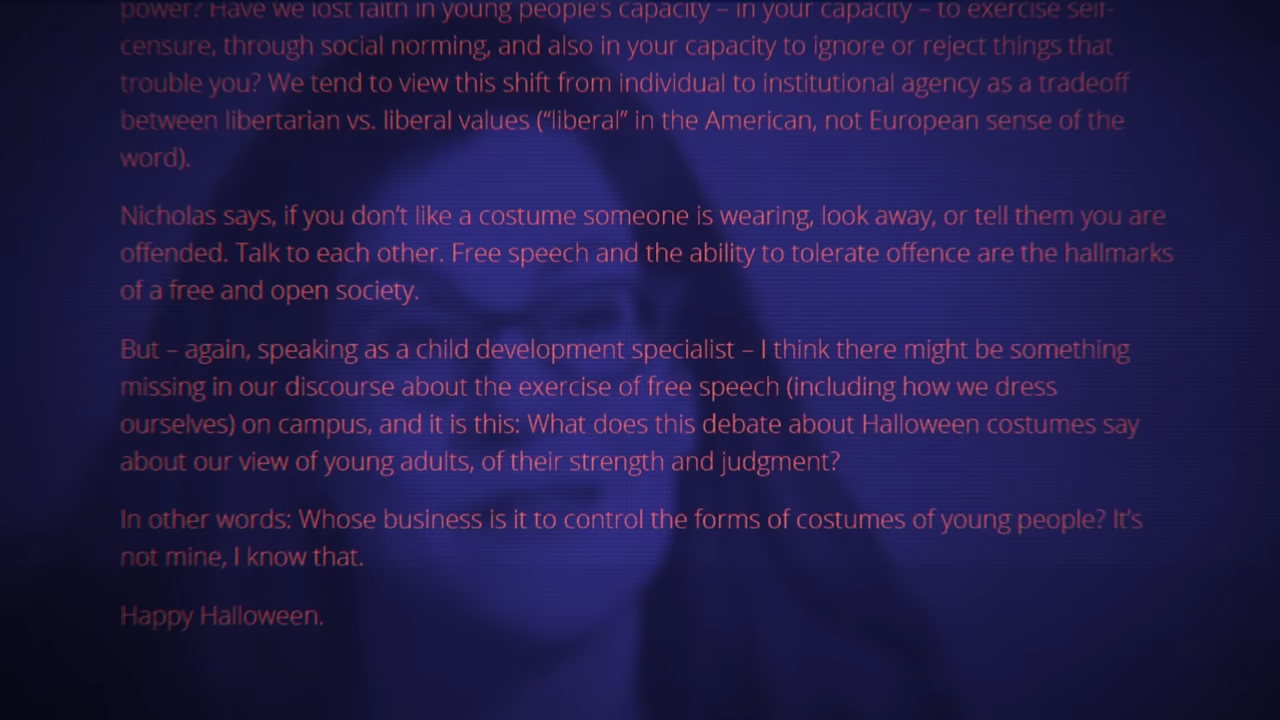 power? Have we lost faith in young people's capacity – in your capacity – to exercise self-
censure, through social norming, and also in your capacity to ignore or reject things that
trouble you? We tend to view this shift from individual to institutional agency as a tradeoff
between libertarian vs. liberal values (“liberal” in the American, not European sense of the
word).
Nicholas says, if you don’t like a costume someone is wearing, look away, or tell them you are
offended. Talk to each other. Free speech and the ability to tolerate offence are the hallmarks
of a free and open society.
But – again, speaking as a child development specialist – I think there might be something
missing in our discourse about the exercise of free speech (including how we dress
ourselves) on campus, and it is this: What does this debate about Halloween costumes say
about our view of young adults, of their strength and judgment?
In other words: Whose business is it to control the forms of costumes of young people? It’s
not mine, I know that.
Happy Halloween.